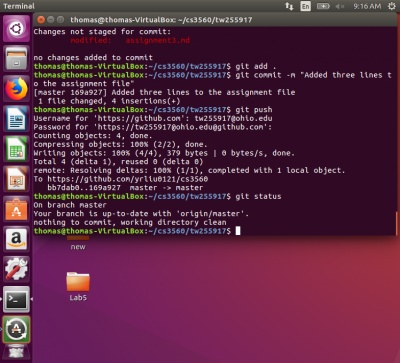 Terminal
En
9:16 AM
thomas@thomas-VirtualBox: ~/cs3560/tw255917
Changes not staged for commit:
modified: assignment3.md
no changes added to commit
thomas@thomas-VirtualBox:~/cs3560/tw255917$ git add .
thomas@thomas-VirtualBox:~/cs3560/tw255917$ git commit -m "Added three lines t
o the assignment file"
[master 169a927] Added three lines to the assignment file
1 file changed, 4 insertions(+)
thomas@thomas-VirtualBox:~/cs3560/tw255917$ git push
Username for 'https://github.com': tw255917@ohio.edu
Password for 'https://tw255917@ohio.edu@github.com':
Counting objects: 4, done.
Compressing objects: 100% (2/2), done.
Writing objects: 100% (4/4), 379 bytes | 0 bytes/s, done.
Total 4 (delta 1), reused 0 (delta 0)
remote: Resolving deltas: 100% (1/1), completed with 1 local object.
To https://github.com/yrliu0121/cs3560
bb7dab0..169a927 master -> master
thomas@thomas-VirtualBox:~/cs3560/tw255917$ git status
On branch master
Your branch is up-to-date with 'origin/master'.
nothing to commit, working directory clean
thomas@thomas-VirtualBox:~/cs3560/tw255917$
new
Lab5